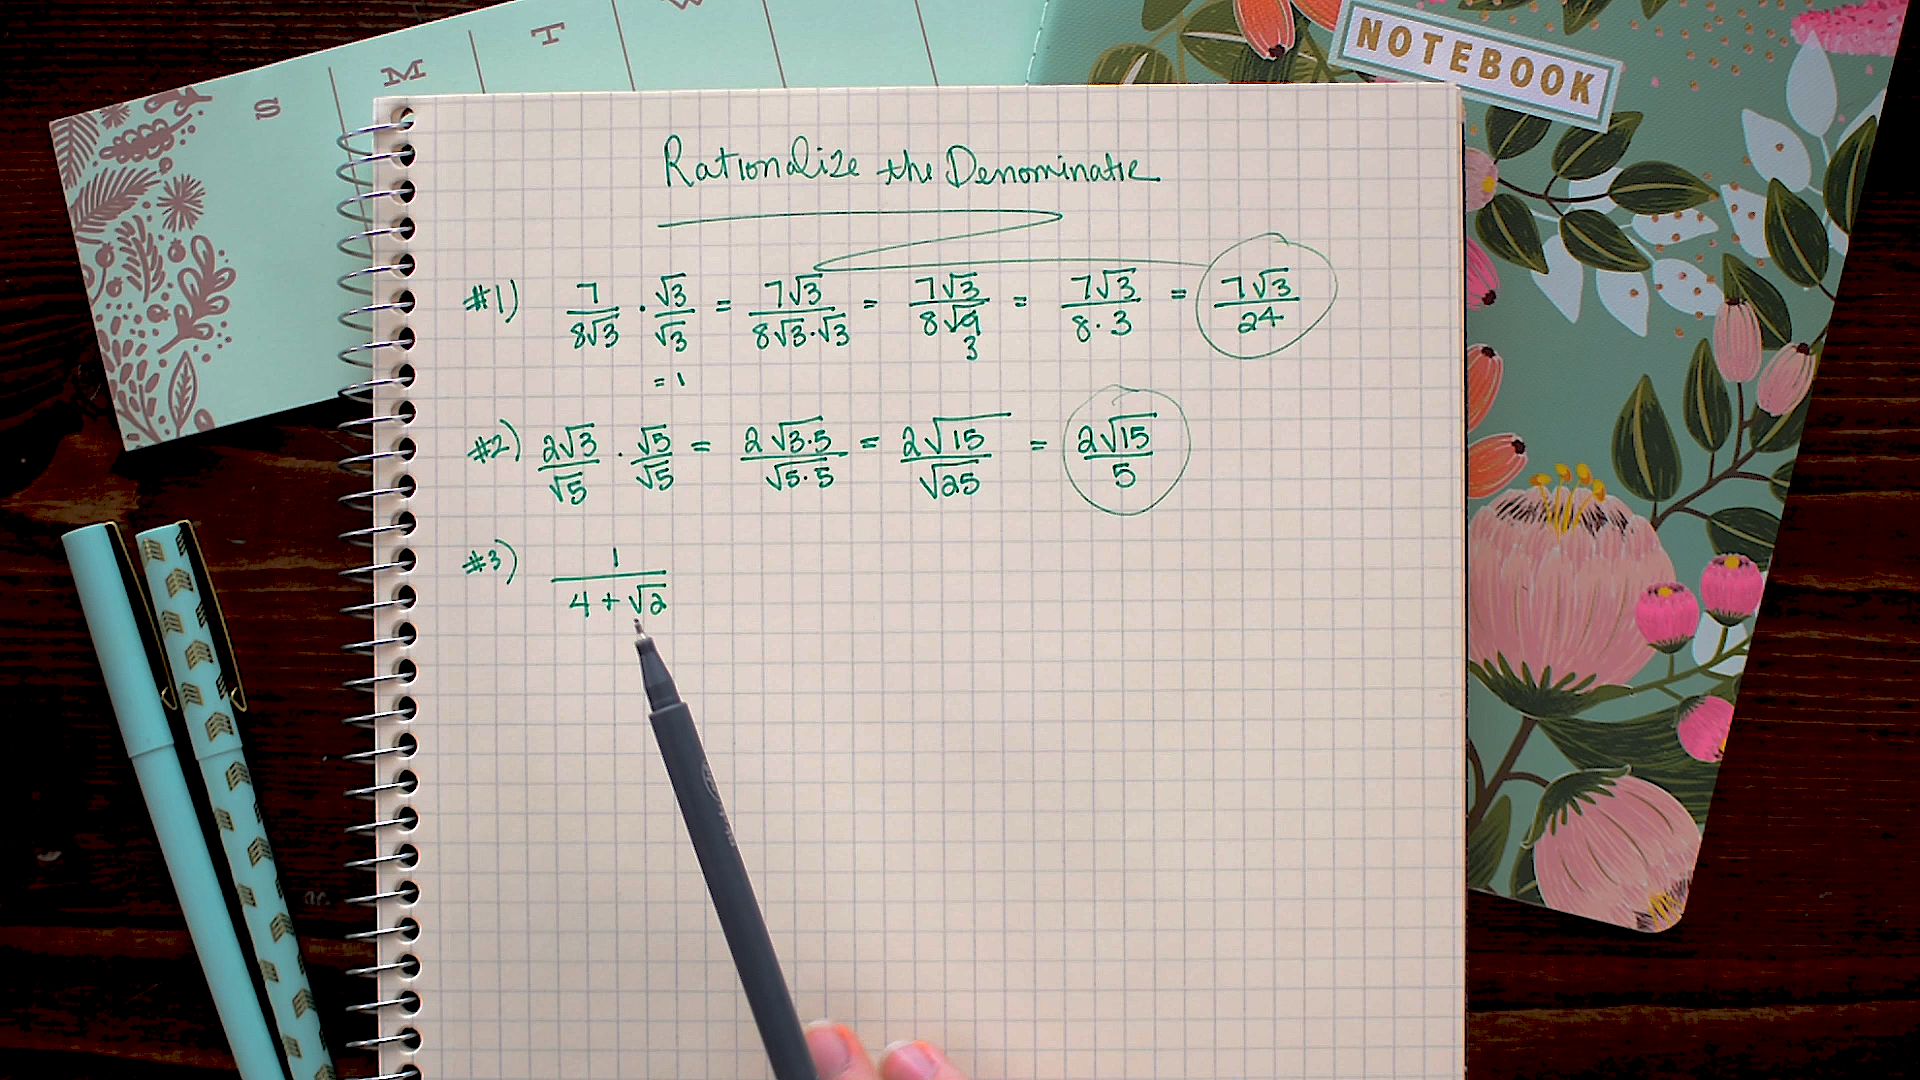 S M T W
NOTEBOOK
Rationalize the Denominatie
#1) 7/8√3 · √3/√3 = 7√3/8√3·√3 = 7√3/8√9 = 7√3/8·3 = 7√3/24
3
= 1
#2) 2√3/√5 · √5/√5 = 2√3·5/√5·5 = 2√15/√25 = 2√15/5
#3) 1/4+√2